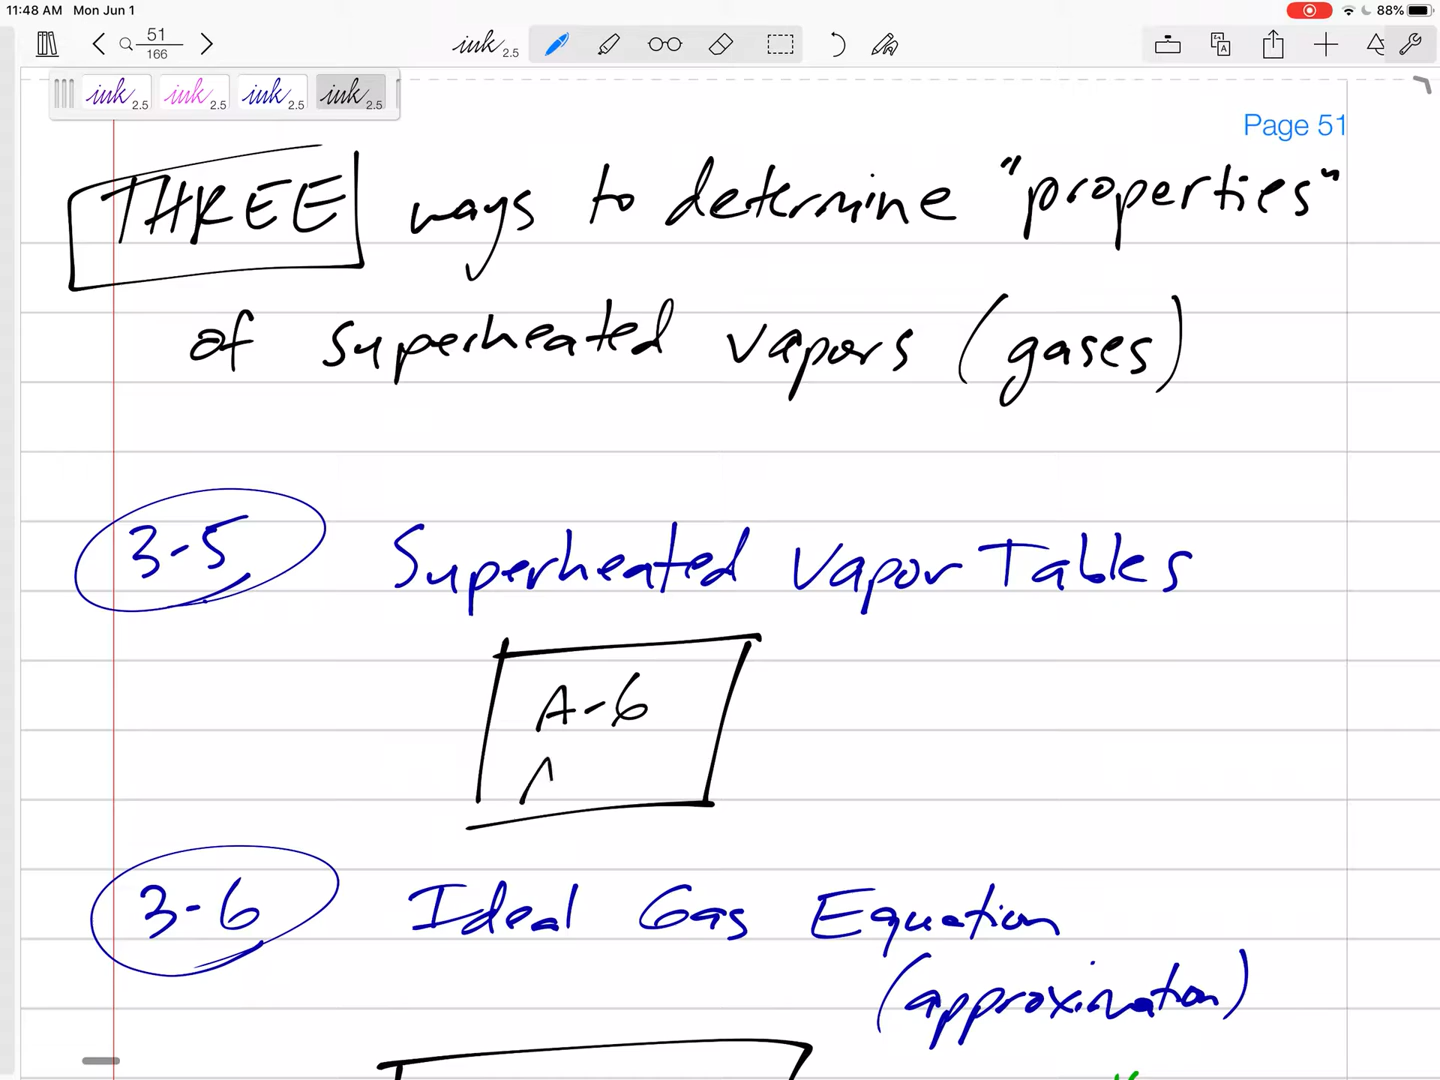 11:48 AM Mon Jun 1
88%
51
166
ink 2.5
ink 2.5
ink 2.5
ink 2.5
ink 2.5
Page 51
THREE ways to determine "properties"
of superheated vapors (gases)
3-5 Superheated Vapor Tables
A-6
A
3-6 Ideal Gas Equation
(approximation)